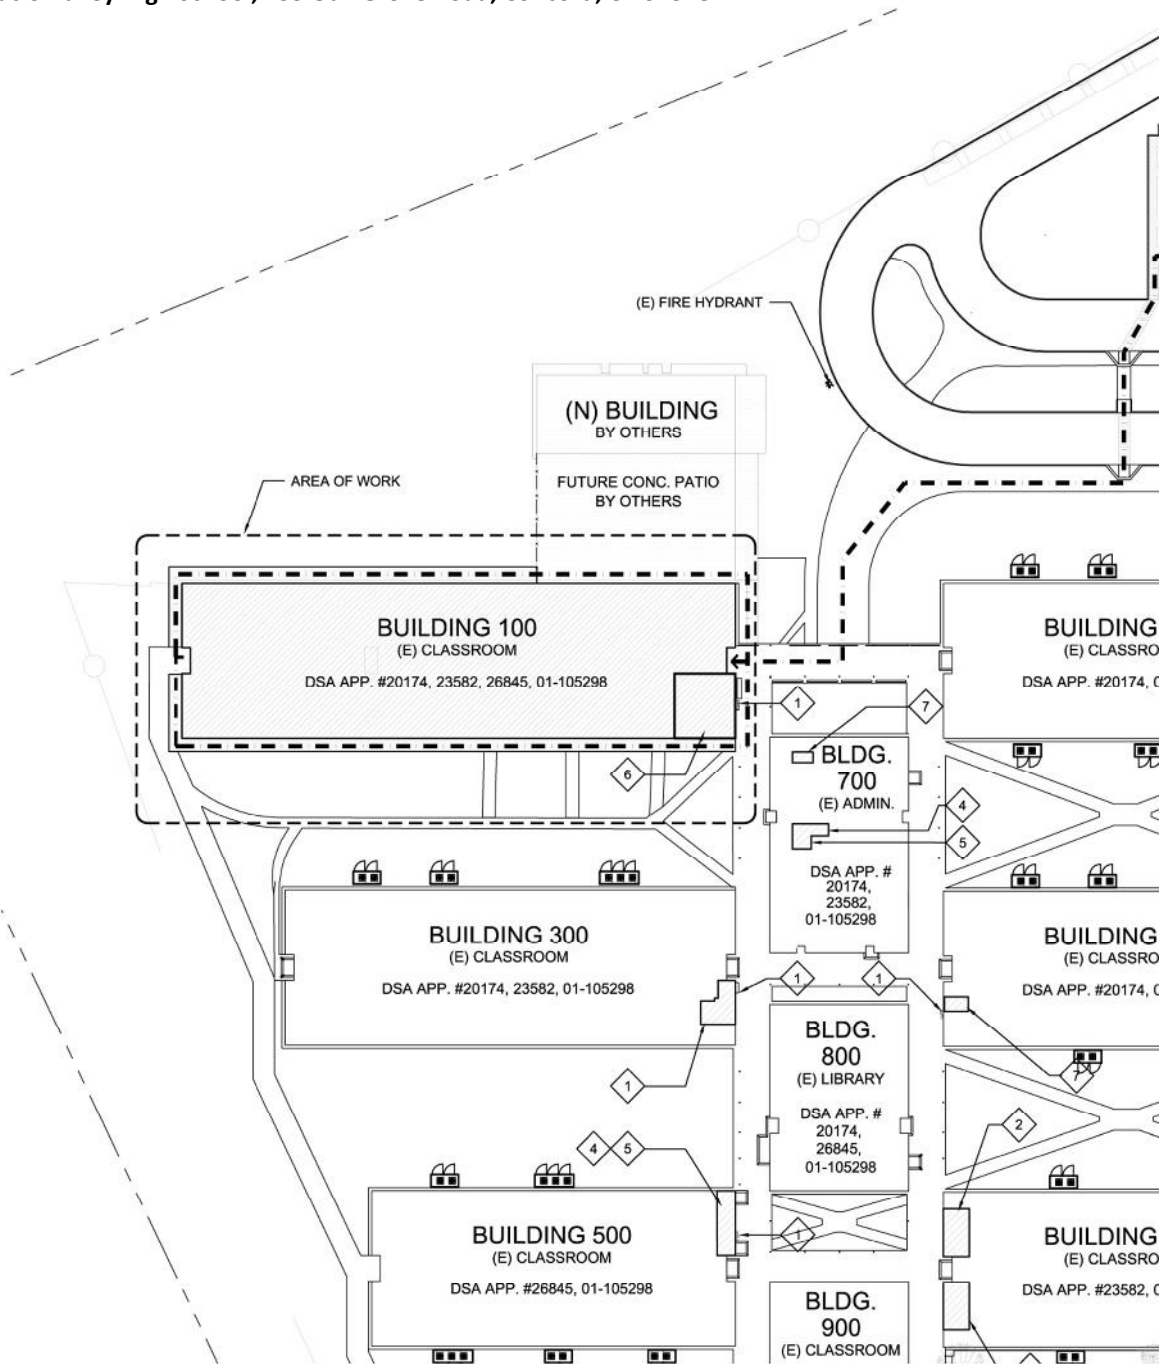 (E) FIRE HYDRANT
(N) BUILDING
BY OTHERS
AREA OF WORK
FUTURE CONC. PATIO
BY OTHERS
BUILDING 100
(E) CLASSROOM
DSA APP. #20174, 23582, 26845, 01-105298
BUILDING
(E) CLASSRO
DSA APP. #20174, 0
1
7
6
BLDG.
700
(E) ADMIN.
4
5
DSA APP. #
20174,
23582,
01-105298
BUILDING 300
(E) CLASSROOM
DSA APP. #20174, 23582, 01-105298
1
1
BUILDING
(E) CLASSRO
DSA APP. #20174, 0
BLDG.
800
(E) LIBRARY
DSA APP. #
20174,
26845,
01-105298
1
7
2
4
5
BUILDING 500
(E) CLASSROOM
DSA APP. #26845, 01-105298
1
BUILDING
(E) CLASSRO
DSA APP. #23582, 0
BLDG.
900
(E) CLASSROOM